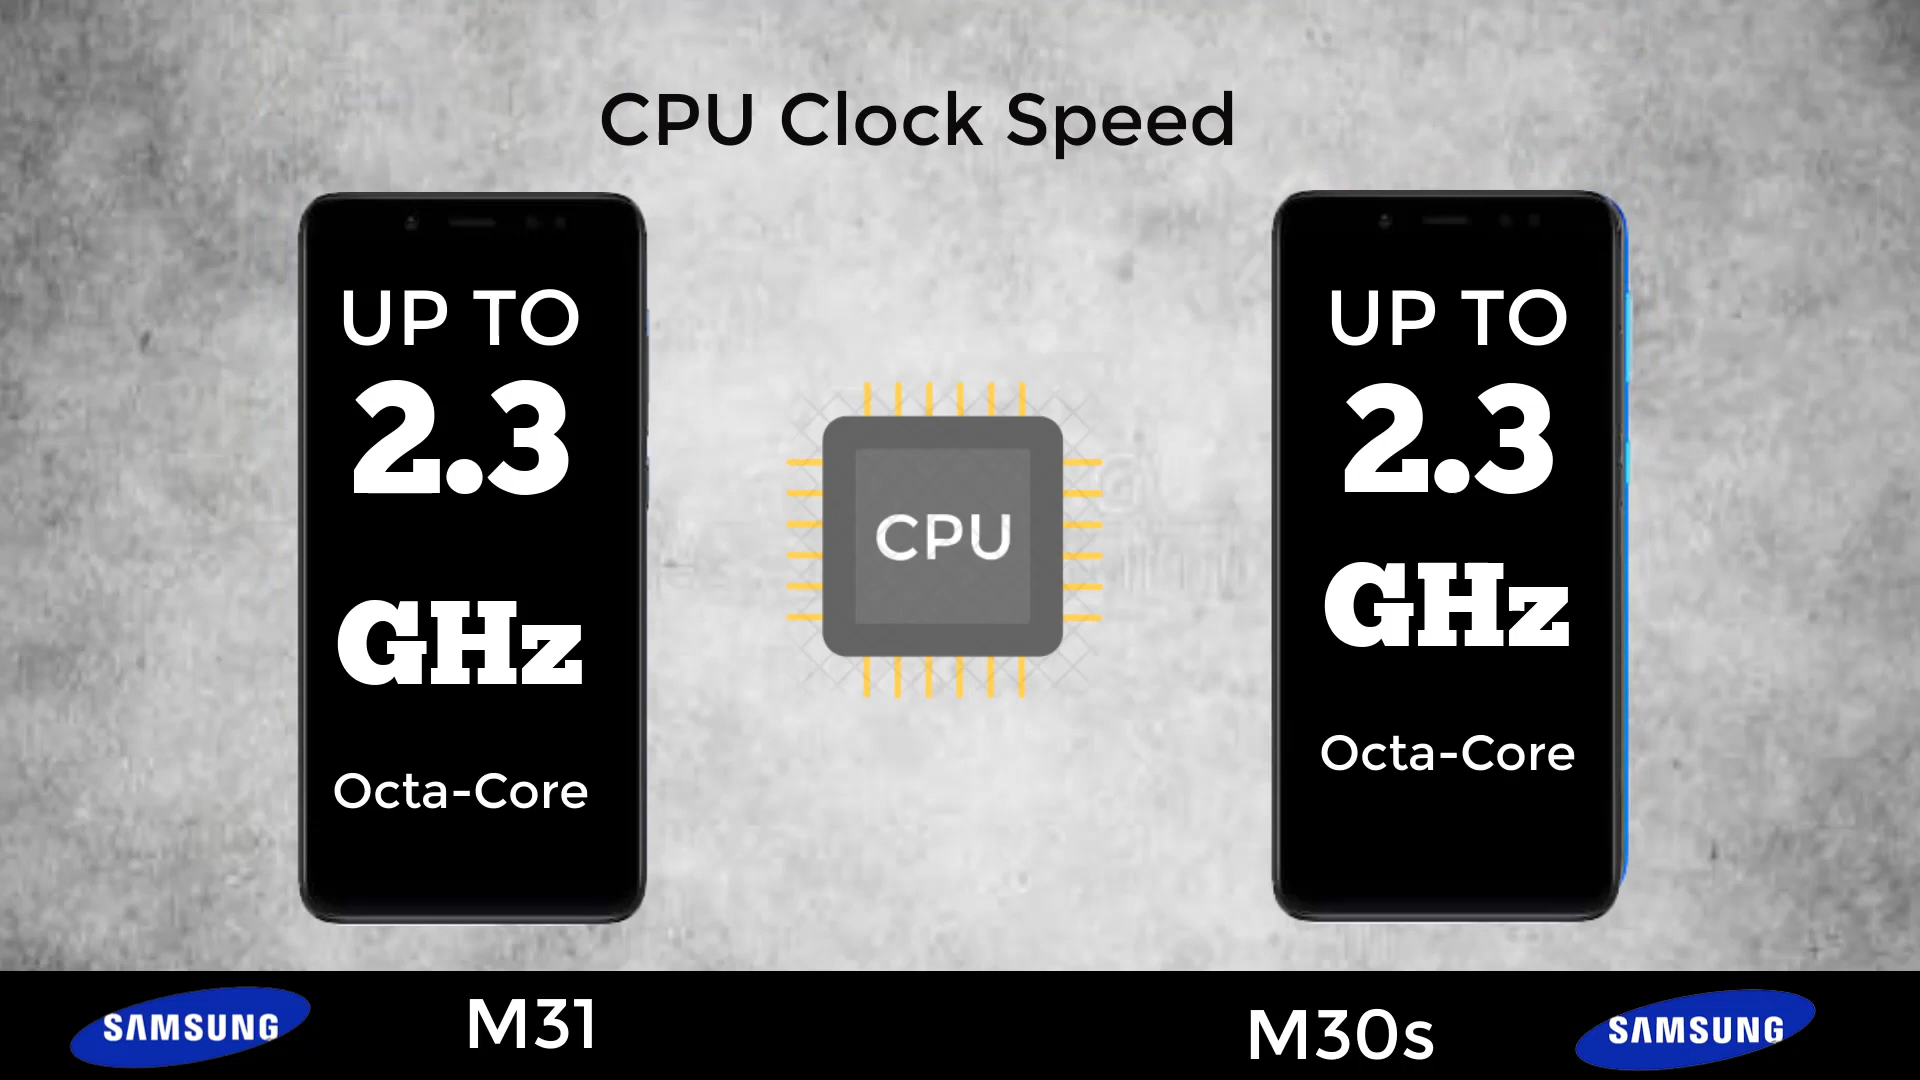 CPU Clock Speed
UP TO
2.3
GHz
Octa-Core
CPU
UP TO
2.3
GHz
Octa-Core
SAMSUNG
M31
M30s
SAMSUNG